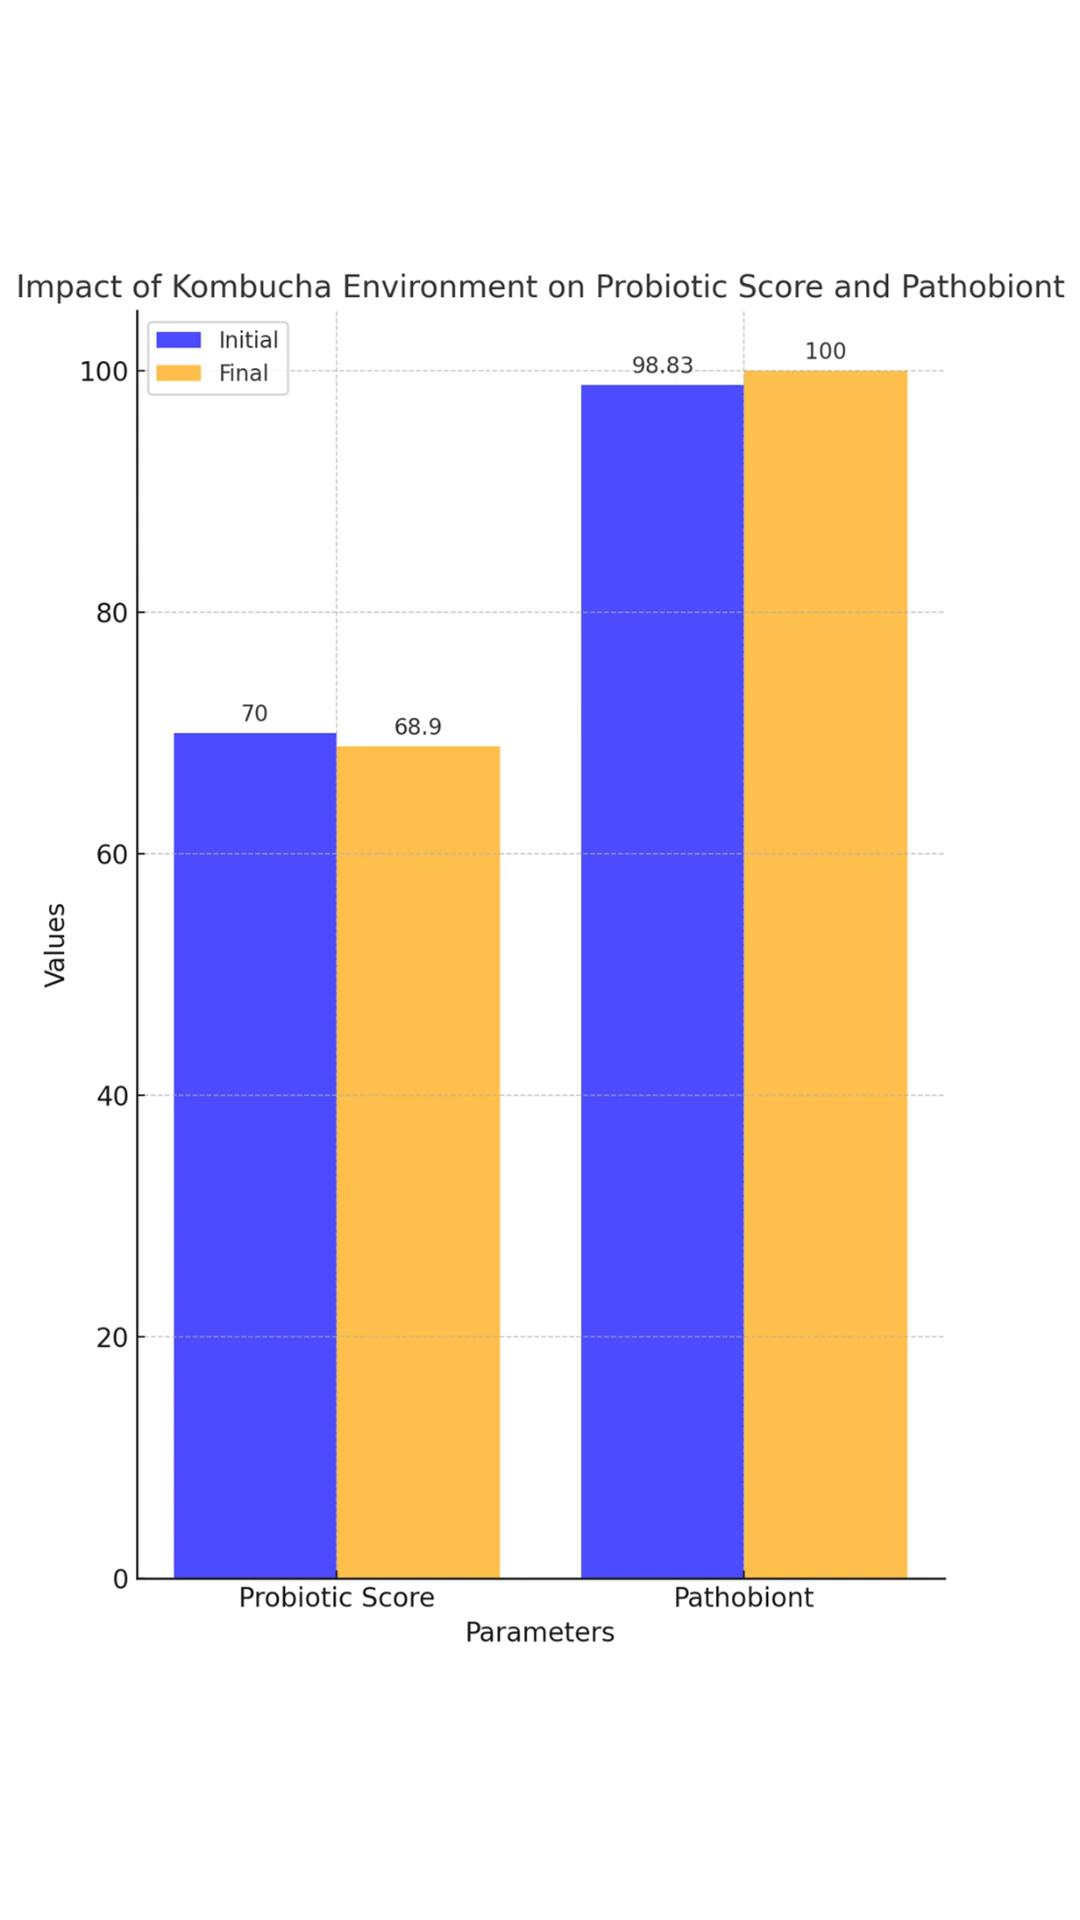 Impact of Kombucha Environment on Probiotic Score and Pathobiont
Initial
Final
98.83
100
70
68.9
100
80
60
40
20
0
Values
Probiotic Score
Pathobiont
Parameters